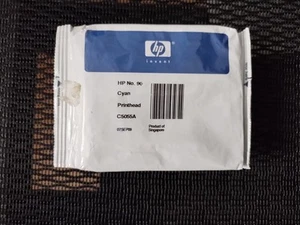 hp
invent
HP No. 90
Cyan
Printhead
C5055A
Product of
Singapore